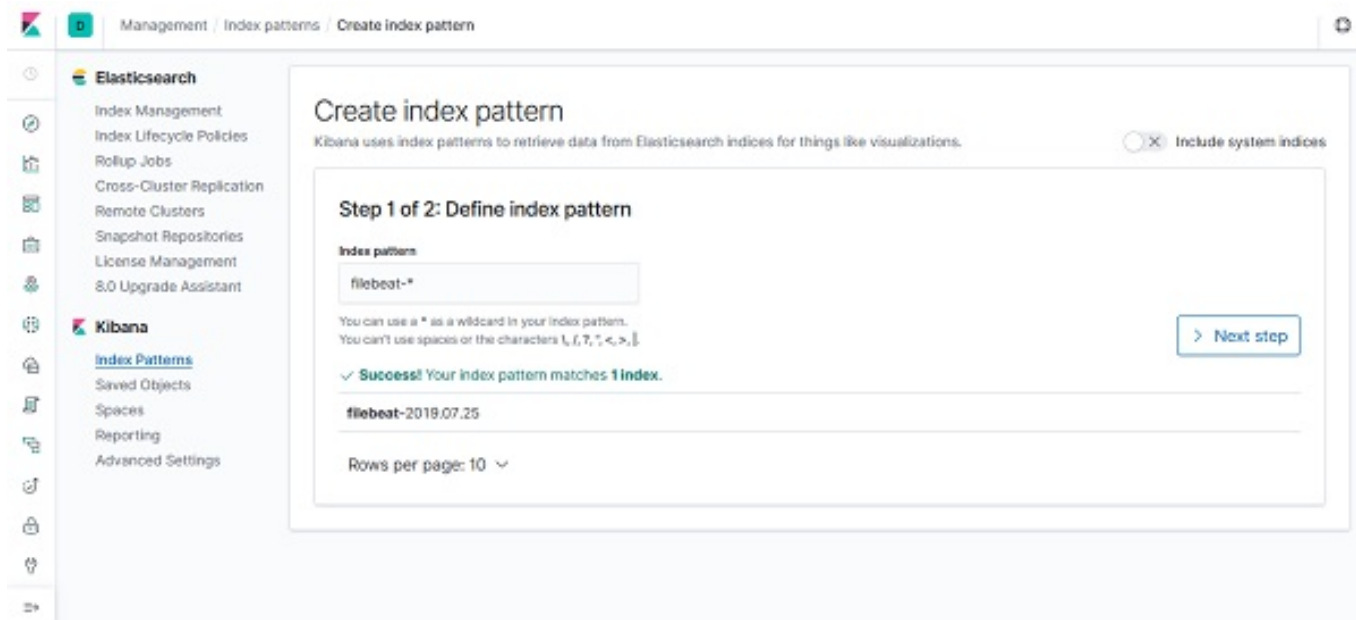 D Management / Index patterns / Create index pattern
Elasticsearch
Index Management
Index Lifecycle Policies
Rollup Jobs
Cross-Cluster Replication
Remote Clusters
Snapshot Repositories
License Management
8.0 Upgrade Assistant
Kibana
Index Patterns
Saved Objects
Spaces
Reporting
Advanced Settings
Create index pattern
Kibana uses index patterns to retrieve data from Elasticsearch indices for things like visualizations.
Include system indices
Step 1 of 2: Define index pattern
Index pattern
filebeat-*
You can use a * as a wildcard in your index pattern.
You can't use spaces or the characters \, /, ?, ", <, >, |.
Next step
Success! Your index pattern matches 1 index.
filebeat-2019.07.25
Rows per page: 10